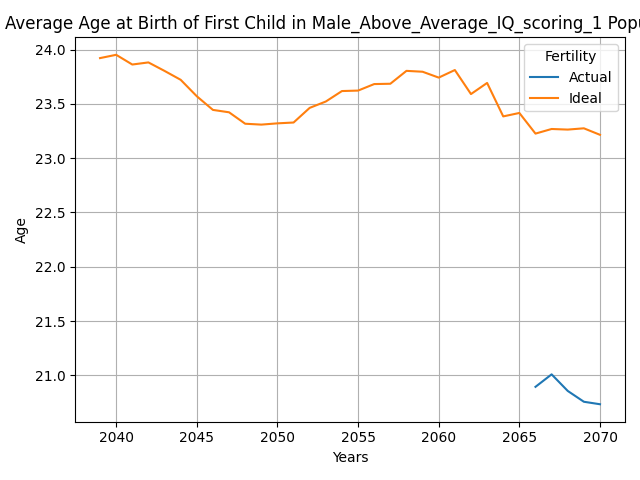 Average Age at Birth of First Child in Male_Above_Average_IQ_scoring_1
Fertility
Actual
Ideal
24.0
23.5
23.0
22.5
22.0
21.5
21.0
Age
2040 2045 2050 2055 2060 2065 2070
Years